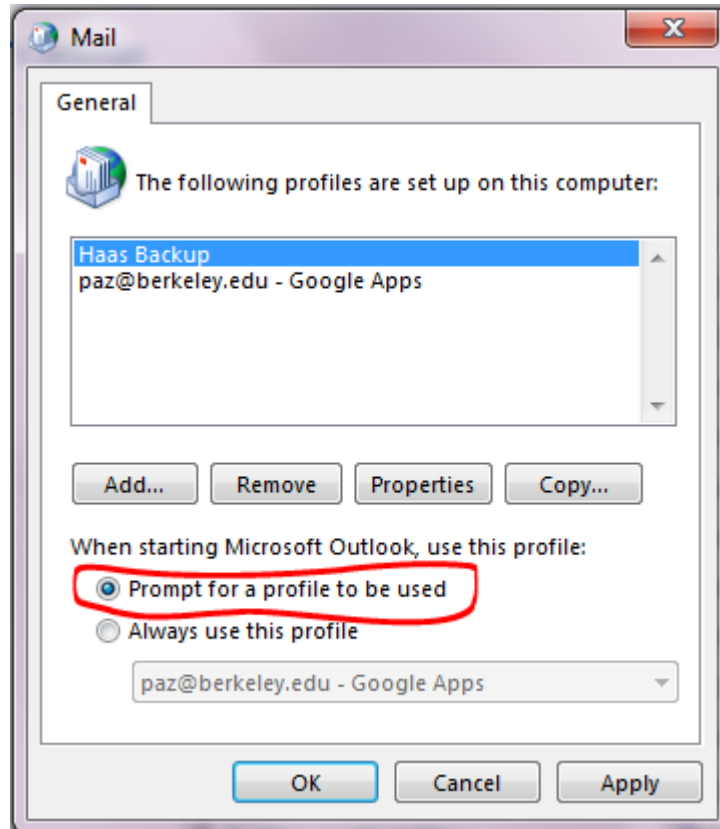 Mail
General
The following profiles are set up on this computer:
Haas Backup
paz@berkeley.edu - Google Apps
Add... Remove Properties Copy...
When starting Microsoft Outlook, use this profile:
Prompt for a profile to be used
Always use this profile
paz@berkeley.edu - Google Apps
OK Cancel Apply